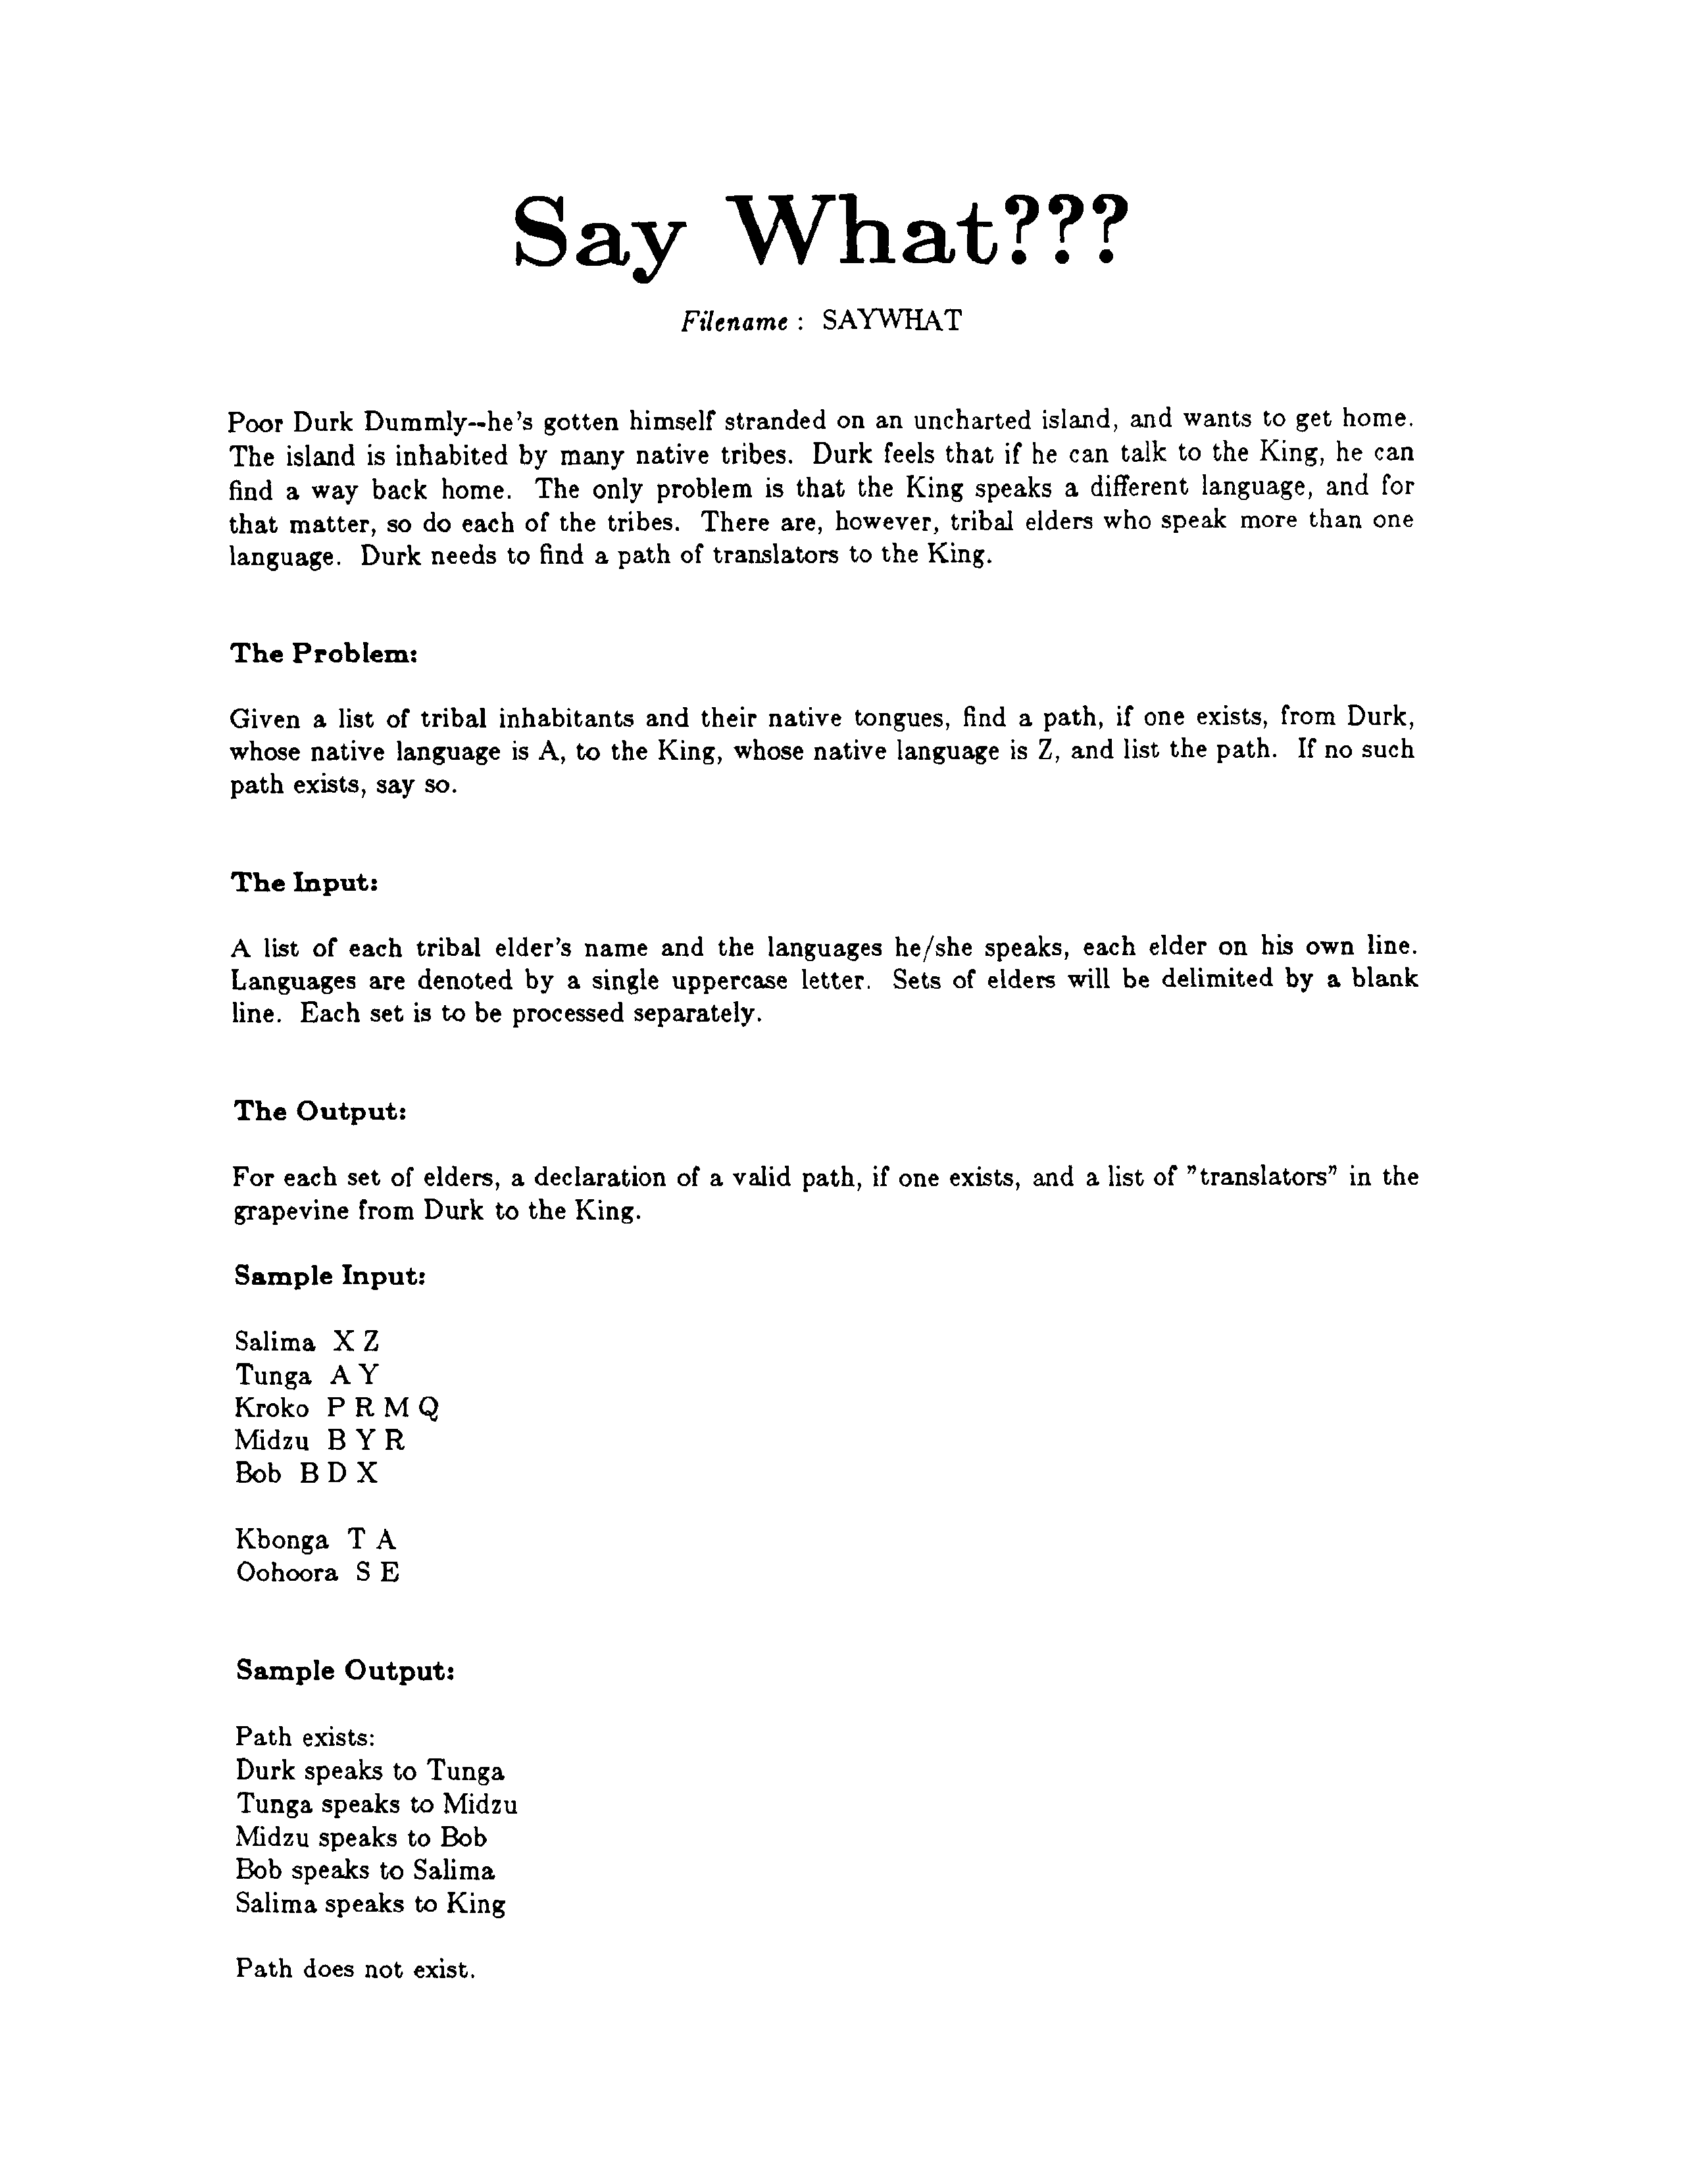 Say What???
Filename : SAYWHAT
Poor Durk Dummly--he's gotten himself stranded on an uncharted island, and wants to get home.
The island is inhabited by many native tribes. Durk feels that if he can talk to the King, he can
find a way back home. The only problem is that the King speaks a different language, and for
that matter, so do each of the tribes. There are, however, tribal elders who speak more than one
language. Durk needs to find a path of translators to the King.
The Problem:
Given a list of tribal inhabitants and their native tongues, find a path, if one exists, from Durk,
whose native language is A, to the King, whose native language is Z, and list the path. If no such
path exists, say so.
The Input:
A list of each tribal elder's name and the languages he/she speaks, each elder on his own line.
Languages are denoted by a single uppercase letter. Sets of elders will be delimited by a blank
line. Each set is to be processed separately.
The Output:
For each set of elders, a declaration of a valid path, if one exists, and a list of "translators" in the
grapevine from Durk to the King.
Sample Input:
Salima X Z
Tunga A Y
Kroko P R M Q
Midzu B Y R
Bob B D X
Kbonga T A
Oohoora S E
Sample Output:
Path exists:
Durk speaks to Tunga
Tunga speaks to Midzu
Midzu speaks to Bob
Bob speaks to Salima
Salima speaks to King
Path does not exist.